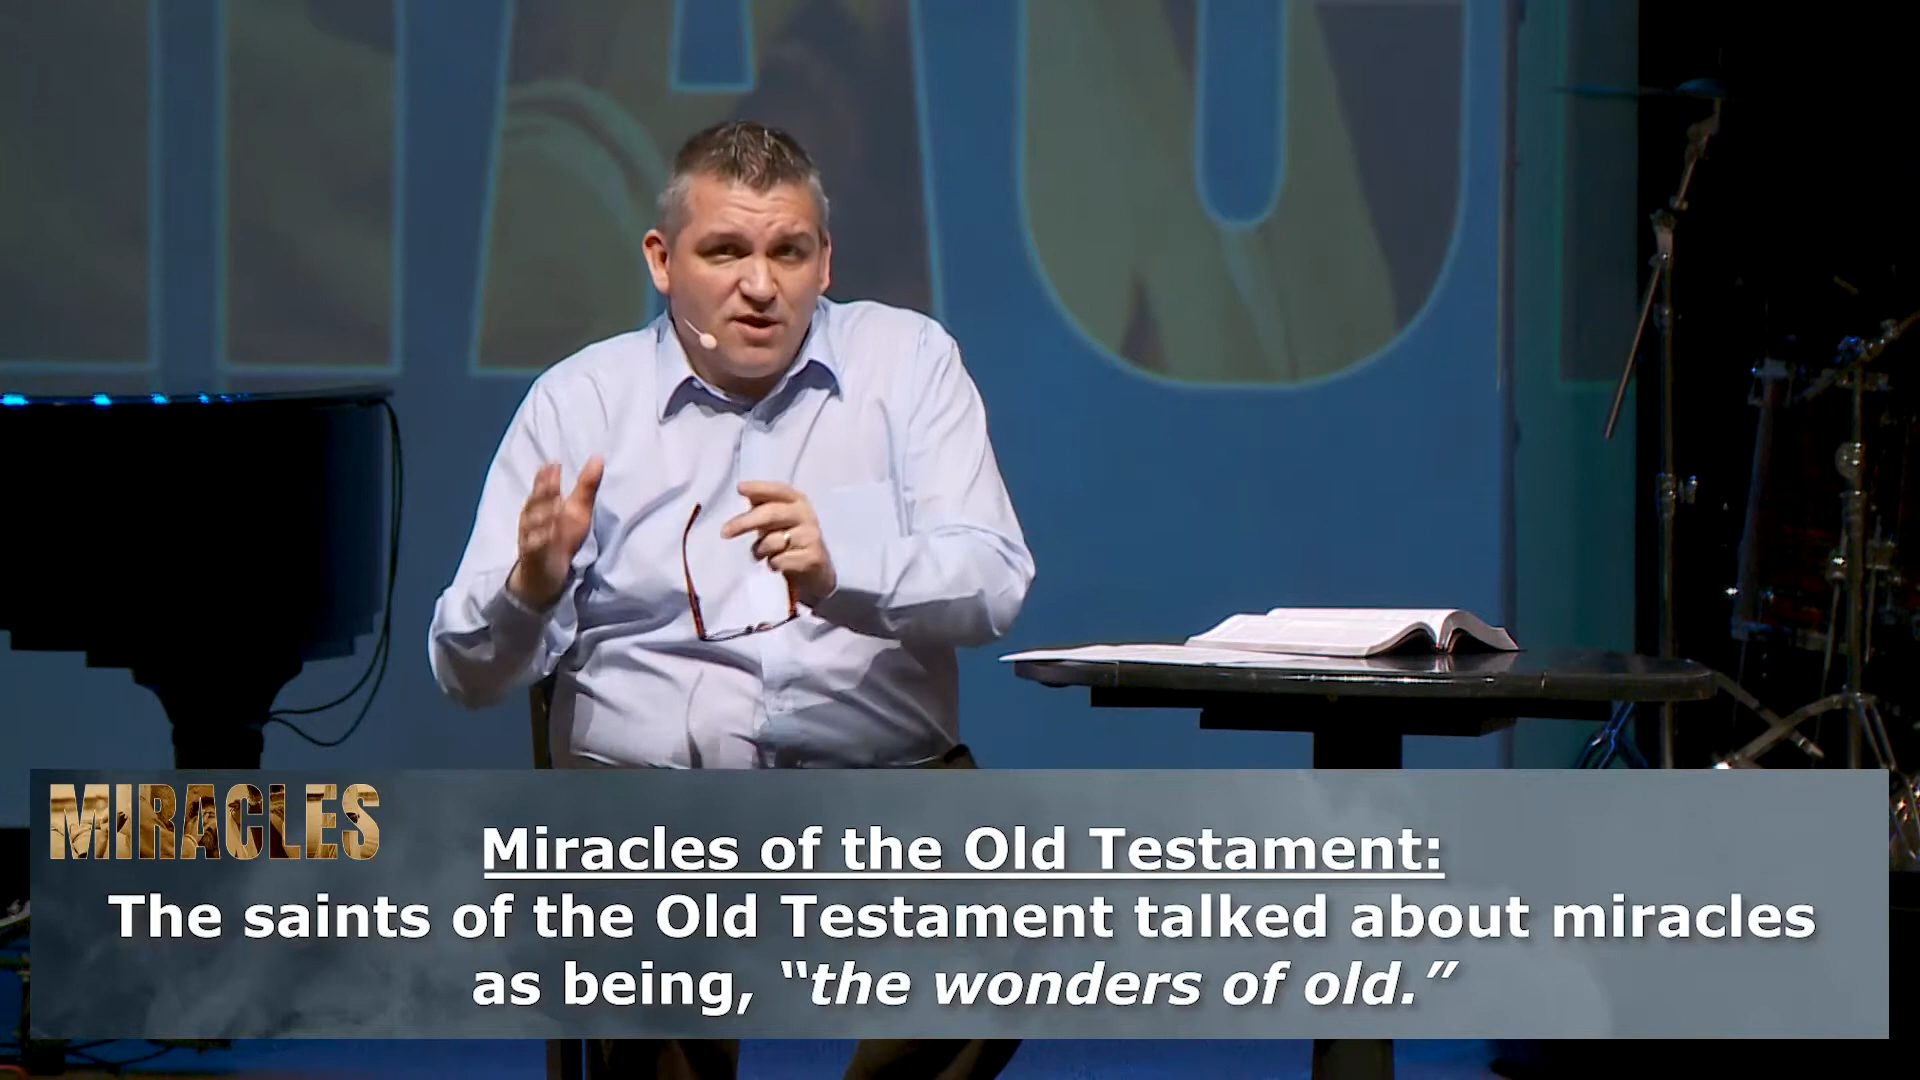 MIRACLES
Miracles of the Old Testament:
The saints of the Old Testament talked about miracles
as being, “the wonders of old.”